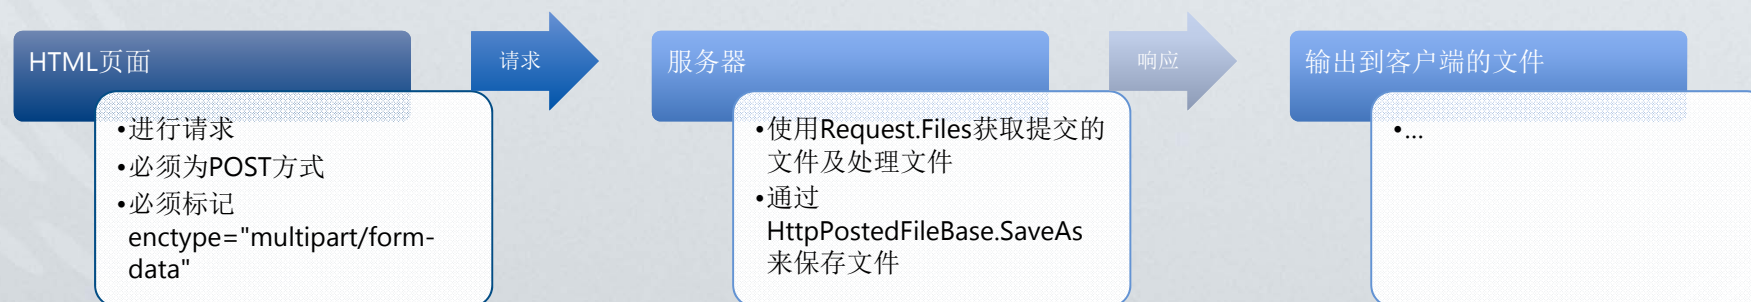 HTML页面
•进行请求
•必须为POST方式
•必须标记
enctype="multipart/form-
data"
请求
服务器
•使用Request.Files获取提交的
文件及处理文件
•通过
HttpPostedFileBase.SaveAs
来保存文件
响应
输出到客户端的文件
•...